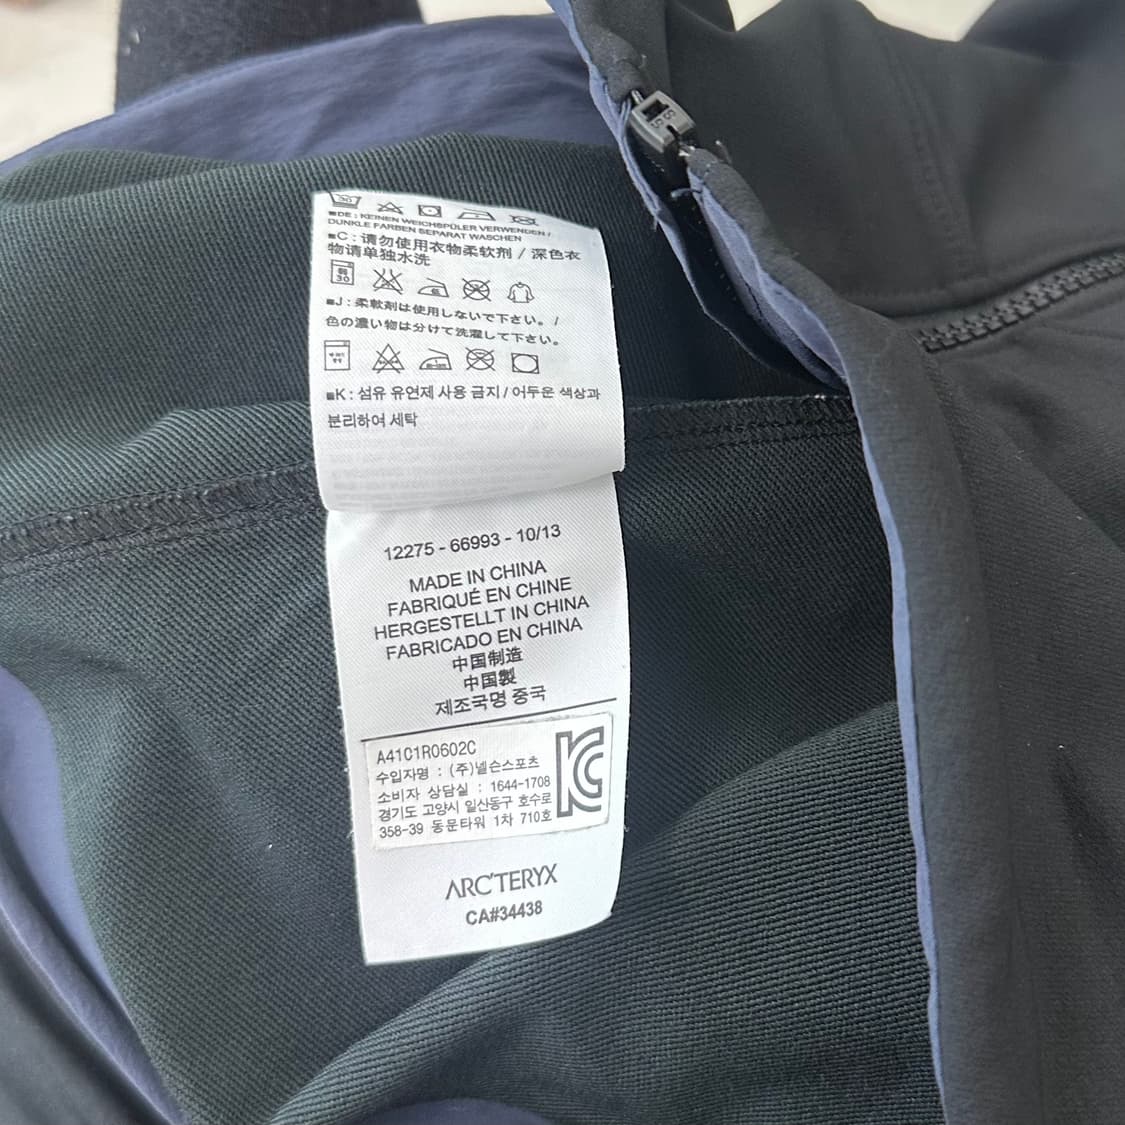 30
■DE: KEINEN WEICHSPÜLER VERWENDEN /
DUNKLE FARBEN SEPARAT WASCHEN
■C: 请勿使用衣物柔软剂 / 深色衣
物请单独水洗
30
■J: 柔軟剤は使用しないで下さい。/
色の濃い物は分けて洗濯して下さい。
■K: 섬유 유연제 사용 금지 / 어두운 색상과
분리하여 세탁
12275 - 66993 - 10/13
MADE IN CHINA
FABRIQUÉ EN CHINE
HERGESTELLT IN CHINA
FABRICADO EN CHINA
中国制造
中国製
제조국명 중국
A41C1R0602C
수입자명 : (주)넬슨스포츠
소비자 상담실 : 1644-1708
경기도 고양시 일산동구 호수로
358-39 동문타워 1차 710호
KC
ARC'TERYX
CA#34438